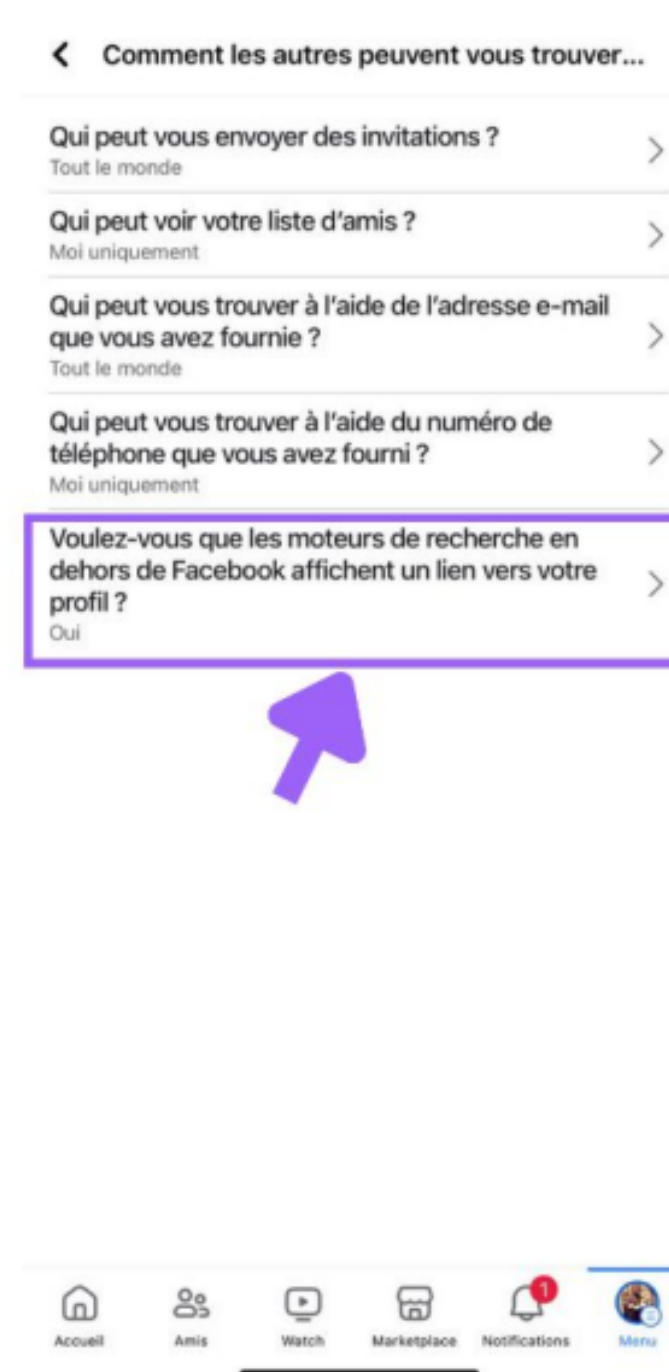 Comment les autres peuvent vous trouver...
Qui peut vous envoyer des invitations ?
Tout le monde
Qui peut voir votre liste d'amis ?
Moi uniquement
Qui peut vous trouver à l'aide de l'adresse e-mail
que vous avez fournie ?
Tout le monde
Qui peut vous trouver à l'aide du numéro de
téléphone que vous avez fourni ?
Moi uniquement
Voulez-vous que les moteurs de recherche en
dehors de Facebook affichent un lien vers votre
profil ?
Oui
1
Accueil Amis Watch Marketplace Notifications Menu